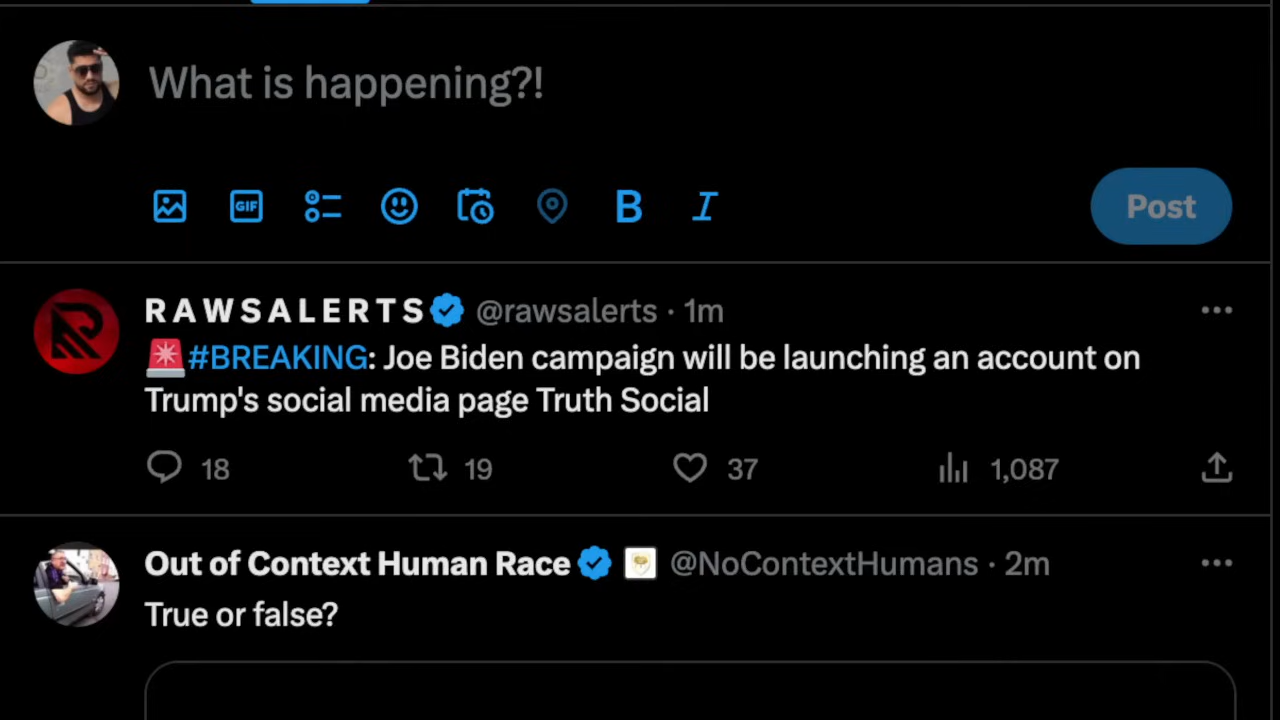 What is happening?!
GIF
B I
Post
RAWSALERTS @rawsalerts · 1m
🚨#BREAKING: Joe Biden campaign will be launching an account on
Trump's social media page Truth Social
18 19 37 1,087
Out of Context Human Race @NoContextHumans · 2m
True or false?